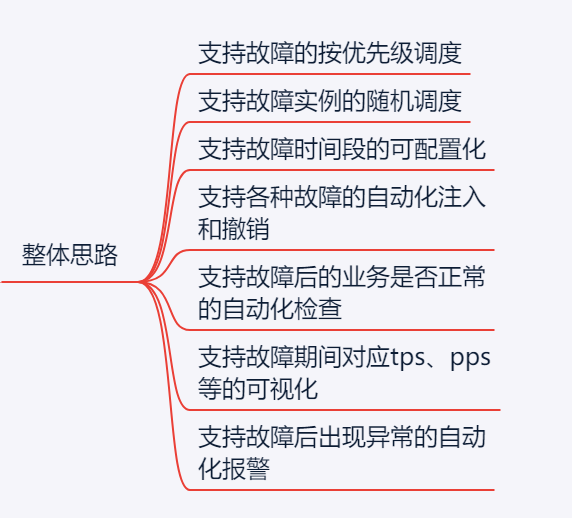 支持故障的按优先级调度
支持故障实例的随机调度
支持故障时间段的可配置化
支持各种故障的自动化注入
和撤销
整体思路
支持故障后的业务是否正常
的自动化检查
支持故障期间对应tps、pps
等的可视化
支持故障后出现异常的自动
化报警